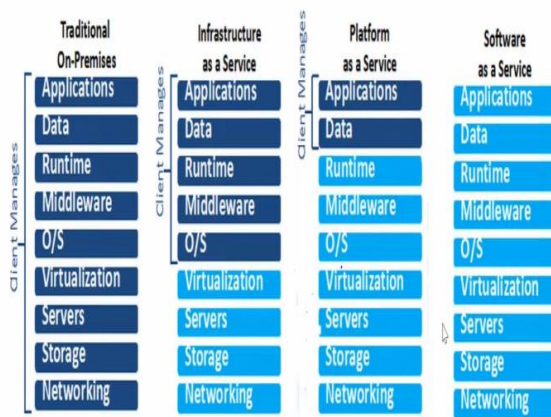 Traditional
On-Premises
Client Manages
Applications
Data
Runtime
Middleware
O/S
Virtualization
Servers
Storage
Networking
Infrastructure
as a Service
Client Manages
Applications
Data
Runtime
Middleware
O/S
Virtualization
Servers
Storage
Networking
Platform
as a Service
Client Manages
Applications
Data
Runtime
Middleware
O/S
Virtualization
Servers
Storage
Networking
Software
as a Service
Applications
Data
Runtime
Middleware
O/S
Virtualization
Servers
Storage
Networking